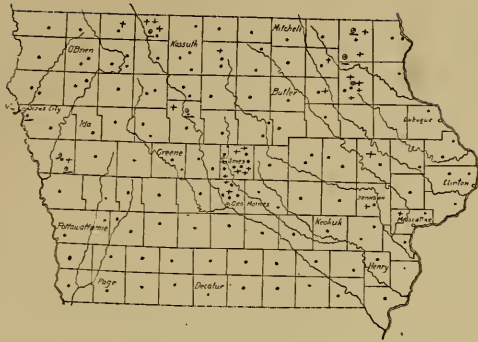 Mitchell
Kossuth
O'Brien
Butler
Sioux City
Dubuque
Ida
Greene
Ames
Clinton
Des Moines
Johnson
Muscatine
Keokuk
Pottawattamie
Henry
Page
Decatur